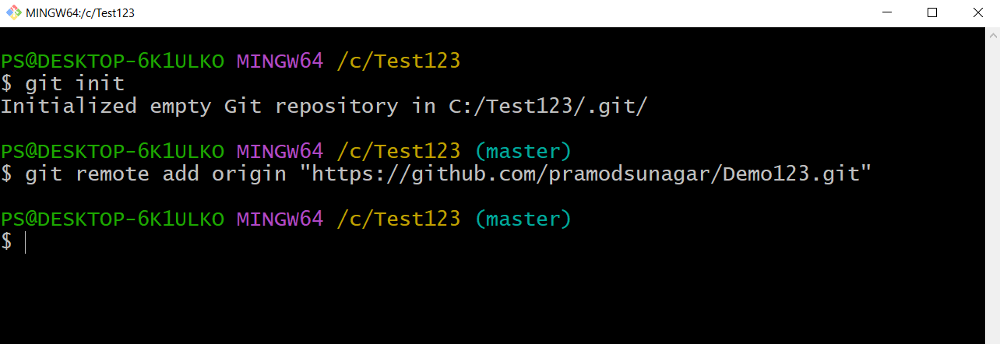 MINGW64:/c/Test123
PS@DESKTOP-6K1ULKO MINGW64 /c/Test123
$ git init
Initialized empty Git repository in C:/Test123/.git/
PS@DESKTOP-6K1ULKO MINGW64 /c/Test123 (master)
$ git remote add origin "https://github.com/pramodsunagar/Demo123.git"
PS@DESKTOP-6K1ULKO MINGW64 /c/Test123 (master)
$